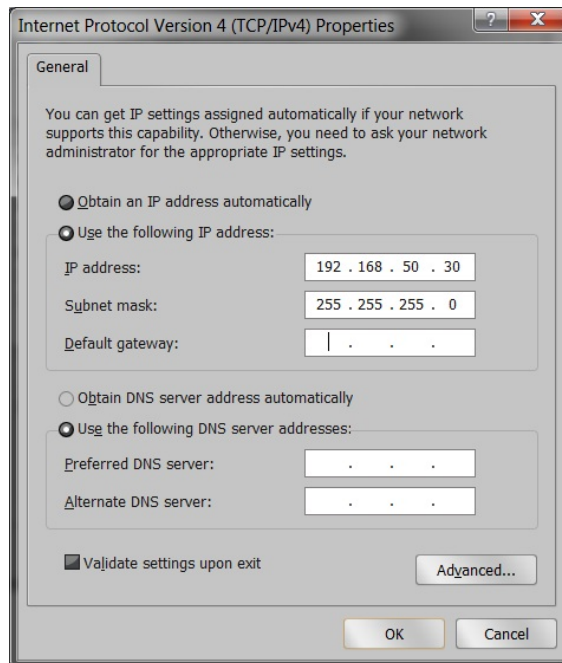 Internet Protocol Version 4 (TCP/IPv4) Properties
?
X
General
You can get IP settings assigned automatically if your network
supports this capability. Otherwise, you need to ask your network
administrator for the appropriate IP settings.
Obtain an IP address automatically
Use the following IP address:
IP address: 192 . 168 . 50 . 30
Subnet mask: 255 . 255 . 255 . 0
Default gateway: . . .
Obtain DNS server address automatically
Use the following DNS server addresses:
Preferred DNS server: . . .
Alternate DNS server: . . .
Validate settings upon exit
Advanced...
OK Cancel